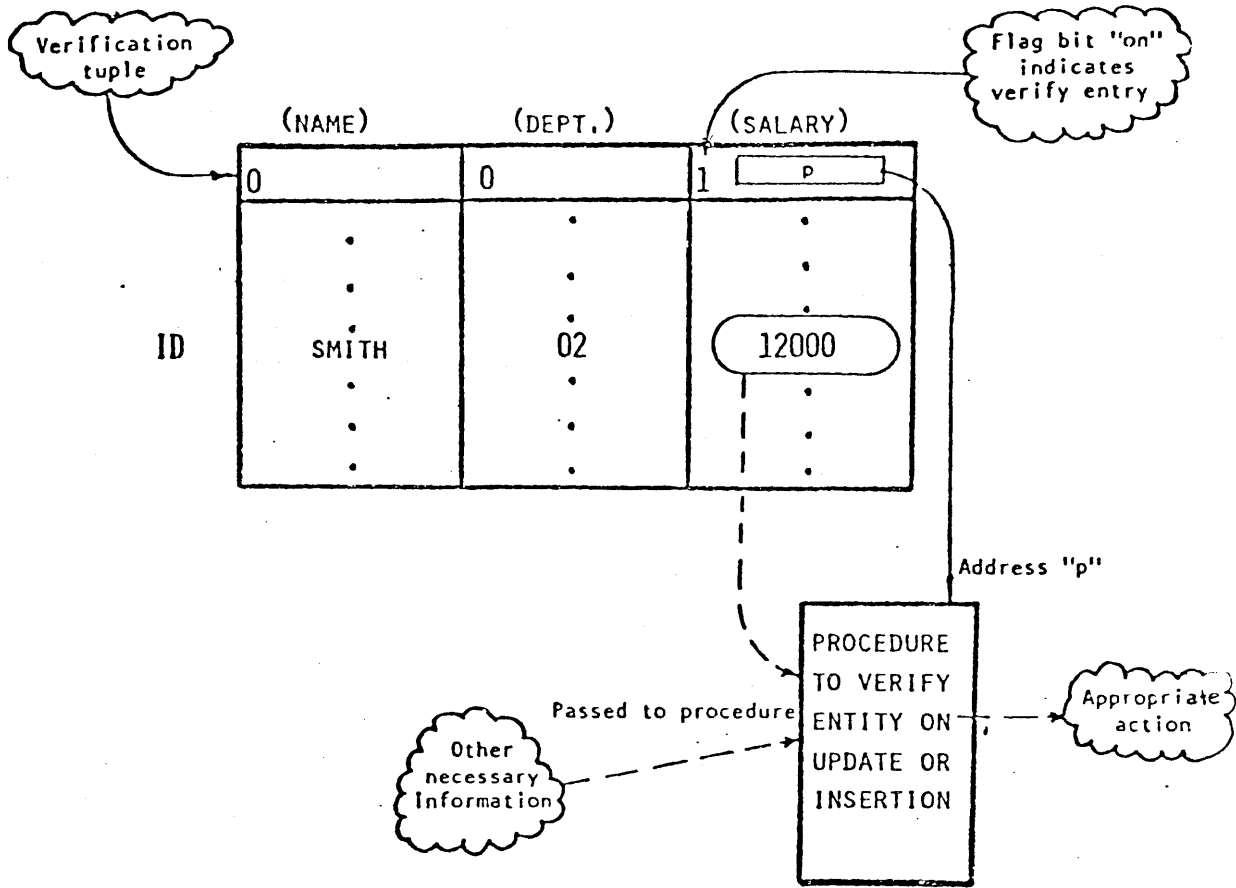 Verification
tuple
Flag bit "on"
indicates
verify entry
(NAME)
(DEPT.)
(SALARY)
0
0
1
p
ID
SMITH
02
12000
Address "p"
PROCEDURE
TO VERIFY
ENTITY ON
UPDATE OR
INSERTION
Passed to procedure
Other
necessary
Information
Appropriate
action